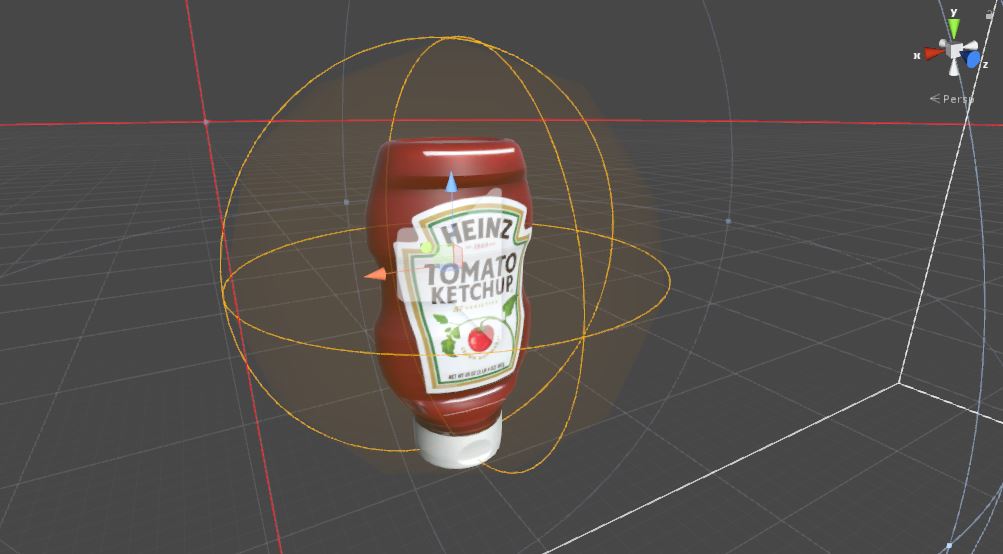 y
x
z
Persp
HEINZ
TOMATO
KETCHUP